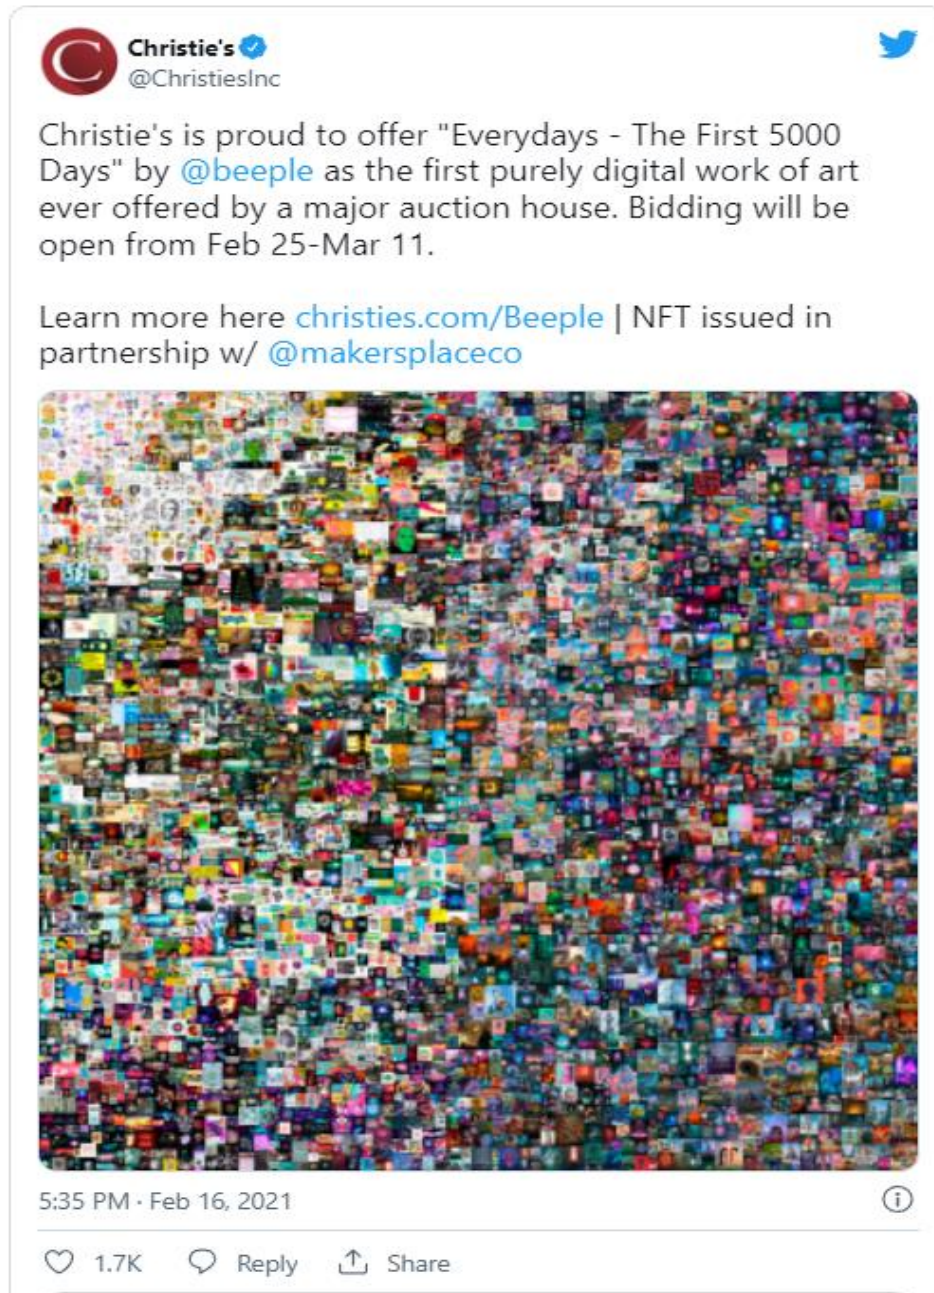 Christie's
@ChristiesInc
Christie's is proud to offer "Everydays - The First 5000
Days" by @beeple as the first purely digital work of art
ever offered by a major auction house. Bidding will be
open from Feb 25-Mar 11.
Learn more here christies.com/Beeple | NFT issued in
partnership w/ @makersplaceco
5:35 PM · Feb 16, 2021
1.7K Reply Share